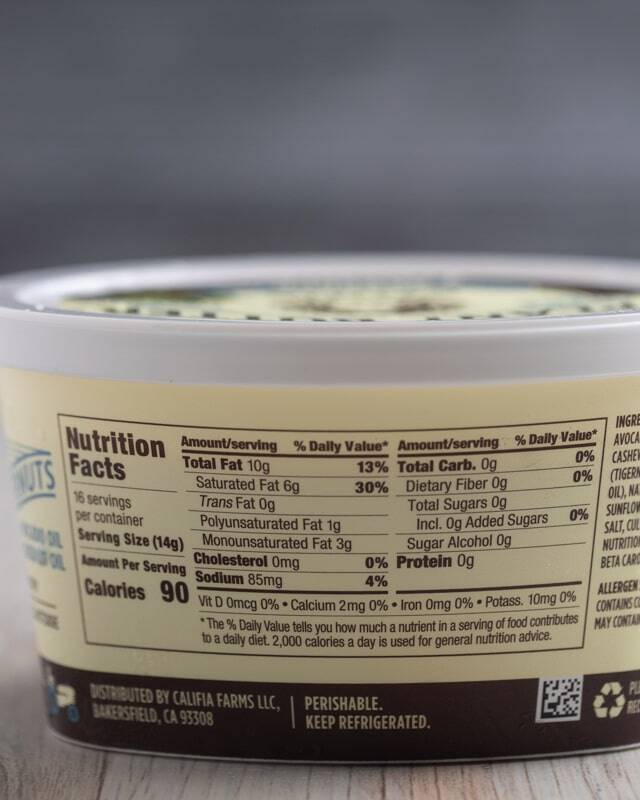 NUTS
OIL
OIL
Nutrition
Facts
16 servings
per container
Serving Size (14g)
Amount Per Serving
Calories 90
Amount/serving % Daily Value*
Total Fat 10g 13%
Saturated Fat 6g 30%
Trans Fat 0g
Polyunsaturated Fat 1g
Monounsaturated Fat 3g
Cholesterol 0mg 0%
Sodium 85mg 4%
Amount/serving % Daily Value*
Total Carb. 0g 0%
Dietary Fiber 0g 0%
Total Sugars 0g
Incl. 0g Added Sugars 0%
Sugar Alcohol 0g
Protein 0g
Vit D 0mcg 0% • Calcium 2mg 0% • Iron 0mg 0% • Potass. 10mg 0%
*The % Daily Value tells you how much a nutrient in a serving of food contributes
to a daily diet. 2,000 calories a day is used for general nutrition advice.
INGRE
AVOCA
CASHEW
(TIGERN
OIL), NA
SUNFLOW
SALT, CUL
NUTRITION
BETA CARO
ALLERGEN
CONTAINS CO
MAY CONTAIN
DISTRIBUTED BY CALIFIA FARMS LLC,
BAKERSFIELD, CA 93308
PERISHABLE.
KEEP REFRIGERATED.